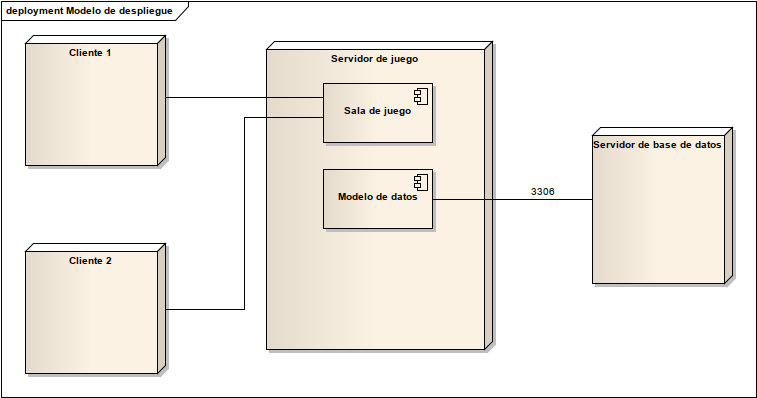 deployment Modelo de despliegue
Cliente 1
Servidor de juego
Sala de juego
Servidor de base de datos
Modelo de datos
3306
Cliente 2